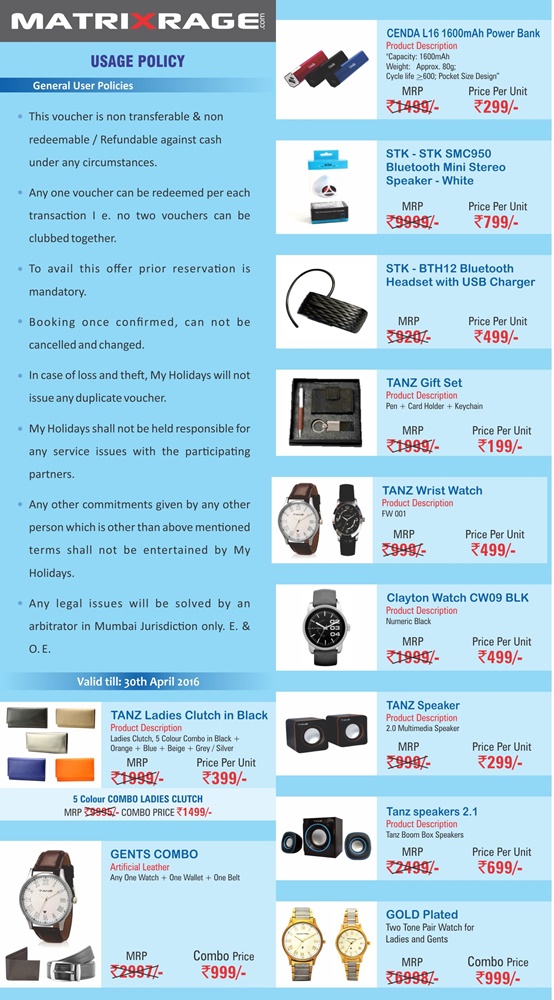 MATRIXRAGE.com
USAGE POLICY
General User Policies
• This voucher is non transferable & non
redeemable / Refundable against cash
under any circumstances.
• Any one voucher can be redeemed per each
transaction I e. no two vouchers can be
clubbed together.
• To avail this offer prior reservation is
mandatory.
• Booking once confirmed, can not be
cancelled and changed.
• In case of loss and theft, My Holidays will not
issue any duplicate voucher.
• My Holidays shall not be held responsible for
any service issues with the participating
partners.
• Any other commitments given by any other
person which is other than above mentioned
terms shall not be entertained by My
Holidays.
• Any legal issues will be solved by an
arbitrator in Mumbai Jurisdiction only. E. &
O. E.
Valid till: 30th April 2016
TANZ Ladies Clutch in Black
Product Description
Ladies Clutch, 5 Colour Combo in Black +
Orange + Blue + Beige + Grey / Silver
MRP Price Per Unit
₹1999/- ₹399/-
5 Colour COMBO LADIES CLUTCH
MRP ₹9995/- COMBO PRICE ₹1499/-
GENTS COMBO
Artificial Leather
Any One Watch + One Wallet + One Belt
MRP Combo Price
₹2997/- ₹999/-
CENDA L16 1600mAh Power Bank
Product Description
"Capacity: 1600mAh
Weight: Approx. 80g;
Cycle life ≥600; Pocket Size Design"
MRP Price Per Unit
₹1499/- ₹299/-
STK - STK SMC950
Bluetooth Mini Stereo
Speaker - White
MRP Price Per Unit
₹9999/- ₹799/-
STK - BTH12 Bluetooth
Headset with USB Charger
MRP Price Per Unit
₹920/- ₹499/-
TANZ Gift Set
Product Description
Pen + Card Holder + Keychain
MRP Price Per Unit
₹1999/- ₹199/-
TANZ Wrist Watch
Product Description
FW 001
MRP Price Per Unit
₹999/- ₹499/-
Clayton Watch CW09 BLK
Product Description
Numeric Black
MRP Price Per Unit
₹1999/- ₹499/-
TANZ Speaker
Product Description
2.0 Multimedia Speaker
MRP Price Per Unit
₹999/- ₹299/-
Tanz speakers 2.1
Product Description
Tanz Boom Box Speakers
MRP Price Per Unit
₹2499/- ₹699/-
GOLD Plated
Two Tone Pair Watch for
Ladies and Gents
MRP Combo Price
₹6998/- ₹999/-